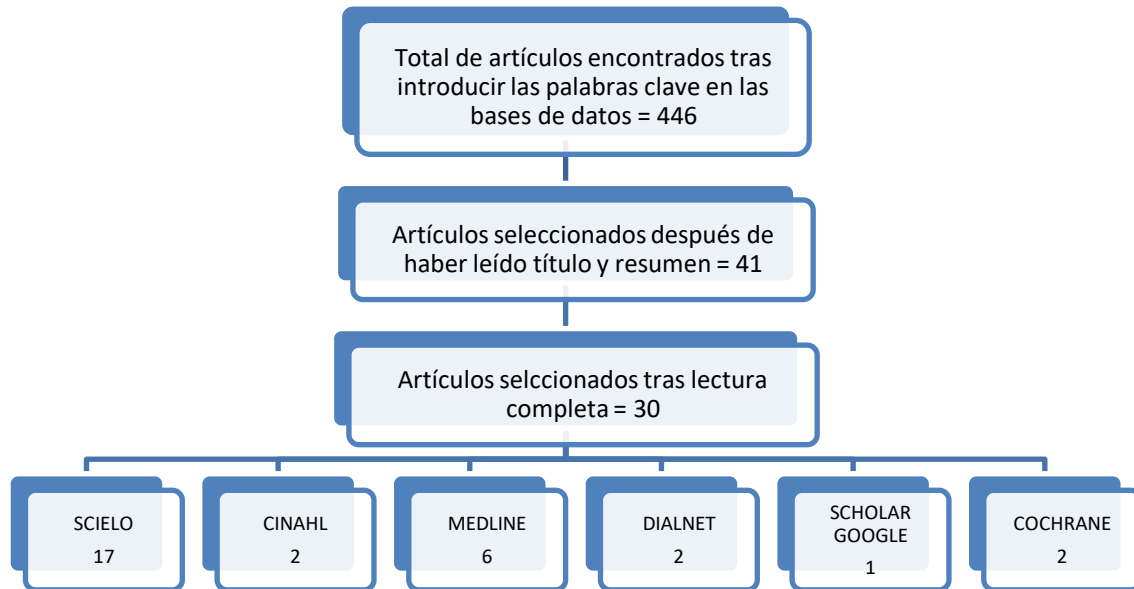 Total de artículos encontrados tras
introducir las palabras clave en las
bases de datos = 446
Artículos seleccionados después de
haber leído título y resumen = 41
Artículos selccionados tras lectura
completa = 30
SCIELO
17
CINAHL
2
MEDLINE
6
DIALNET
2
SCHOLAR
GOOGLE
1
COCHRANE
2